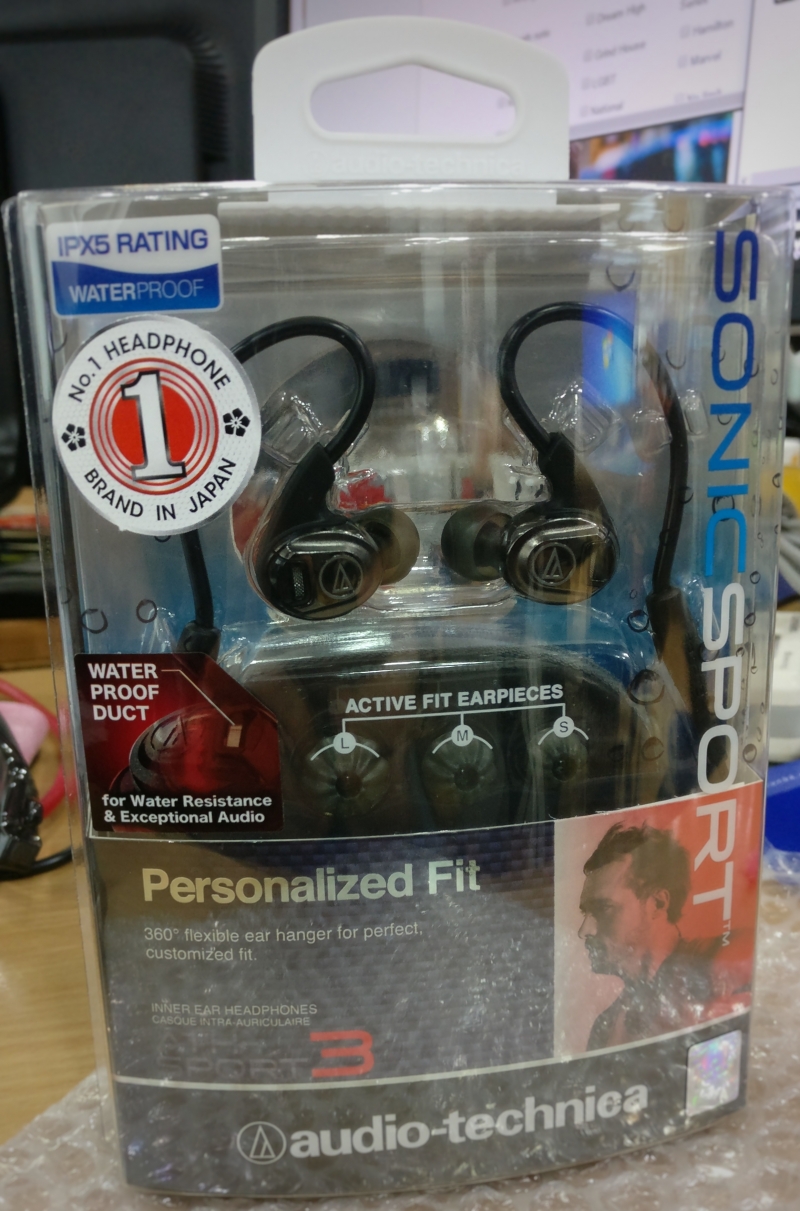 audio-technica
IPX5 RATING
WATERPROOF
No.1 HEADPHONE
1
BRAND IN JAPAN
SONICSPORT™
WATER
PROOF
DUCT
for Water Resistance
& Exceptional Audio
ACTIVE FIT EARPIECES
L
M
S
Personalized Fit
360° flexible ear hanger for perfect,
customized fit.
INNER EAR HEADPHONES
CASQUE INTRA-AURICULAIRE
SPORT3
audio-technica